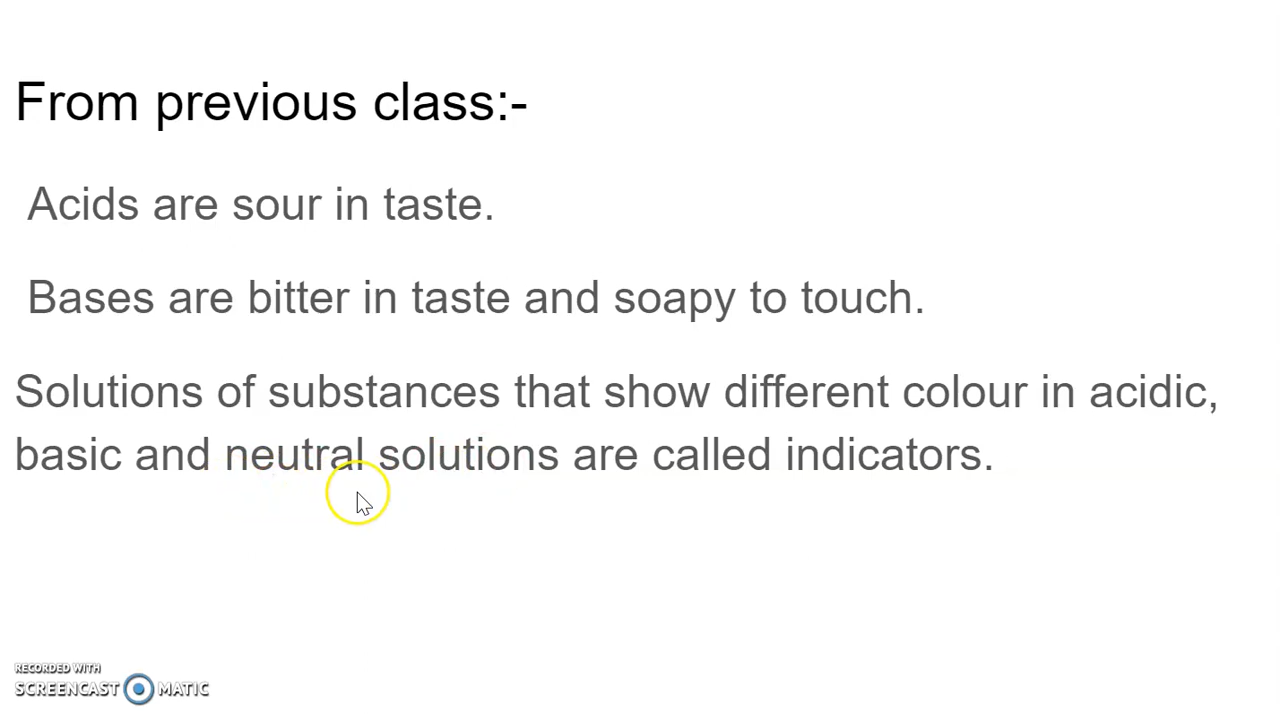 From previous class:-
Acids are sour in taste.
Bases are bitter in taste and soapy to touch.
Solutions of substances that show different colour in acidic,
basic and neutral solutions are called indicators.
RECORDED WITH
SCREENCAST MATIC